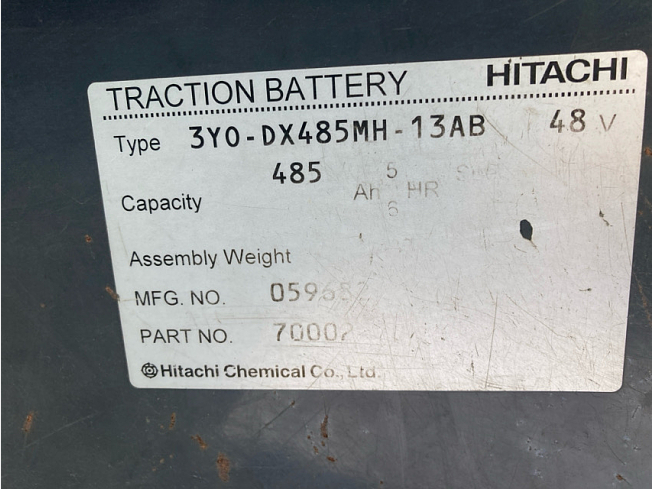 TRACTION BATTERY HITACHI
Type 3Y0-DX485MH-13AB 48 V
Capacity 485 Ah 5 HR
6
Assembly Weight
MFG. NO.
PART NO.
Hitachi Chemical Co., Ltd.